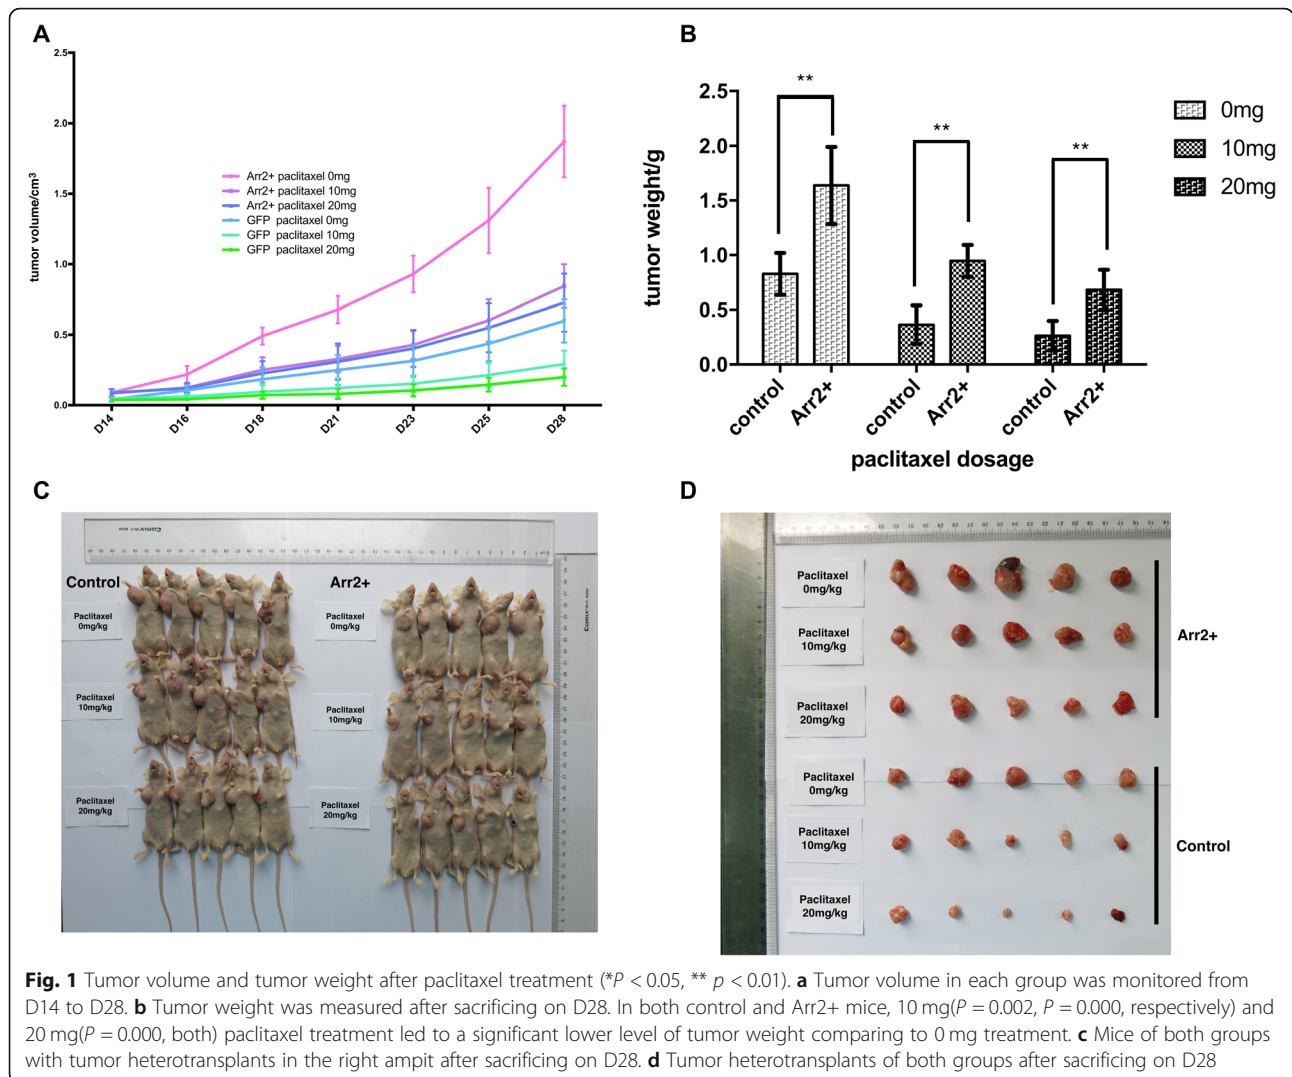 A
2.5
2.0
1.5
1.0
0.5
0.0
tumor volume/cm3
Arr2+ paclitaxel 0mg
Arr2+ paclitaxel 10mg
Arr2+ paclitaxel 20mg
GFP paclitaxel 0mg
GFP paclitaxel 10mg
GFP paclitaxel 20mg
D14
D16
D18
D21
D23
D25
D28
B
2.5
2.0
1.5
1.0
0.5
0.0
tumor weight/g
**
**
**
0mg
10mg
20mg
control
Arr2+
control
Arr2+
control
Arr2+
paclitaxel dosage
C
Control
Arr2+
Paclitaxel
0mg/kg
Paclitaxel
0mg/kg
Paclitaxel
10mg/kg
Paclitaxel
10mg/kg
Paclitaxel
20mg/kg
Paclitaxel
20mg/kg
D
Paclitaxel
0mg/kg
Paclitaxel
10mg/kg
Paclitaxel
20mg/kg
Paclitaxel
0mg/kg
Paclitaxel
10mg/kg
Paclitaxel
20mg/kg
Arr2+
Control
Fig. 1 Tumor volume and tumor weight after paclitaxel treatment (*P < 0.05, ** p < 0.01). a Tumor volume in each group was monitored from
D14 to D28. b Tumor weight was measured after sacrificing on D28. In both control and Arr2+ mice, 10 mg(P = 0.002, P = 0.000, respectively) and
20 mg(P = 0.000, both) paclitaxel treatment led to a significant lower level of tumor weight comparing to 0 mg treatment. c Mice of both groups
with tumor heterotransplants in the right ampit after sacrificing on D28. d Tumor heterotransplants of both groups after sacrificing on D28